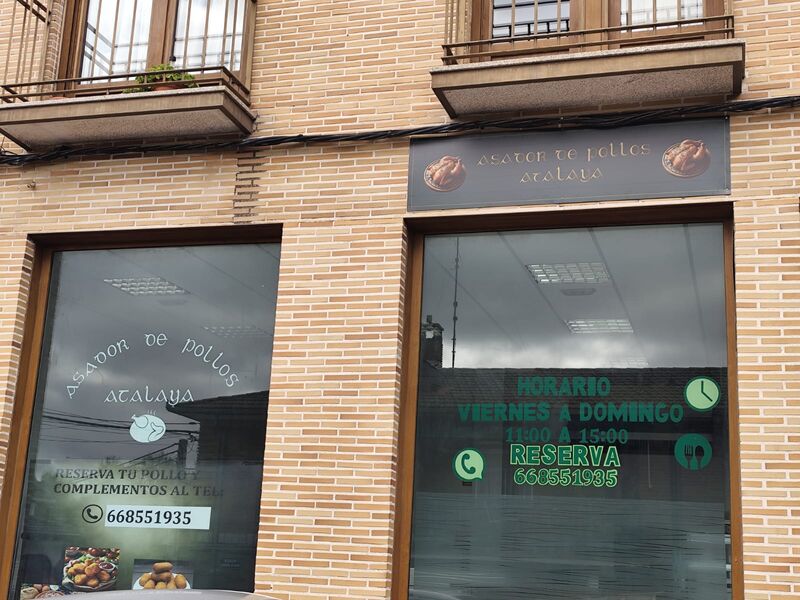 ASADOR DE POLLOS
ATALAYA
ASADOR DE POLLOS
ATALAYA
RESERVA TU POLLO Y
COMPLEMENTOS AL TEL:
668551935
HORARIO
VIERNES A DOMINGO
11:00 A 15:00
RESERVA
668551935